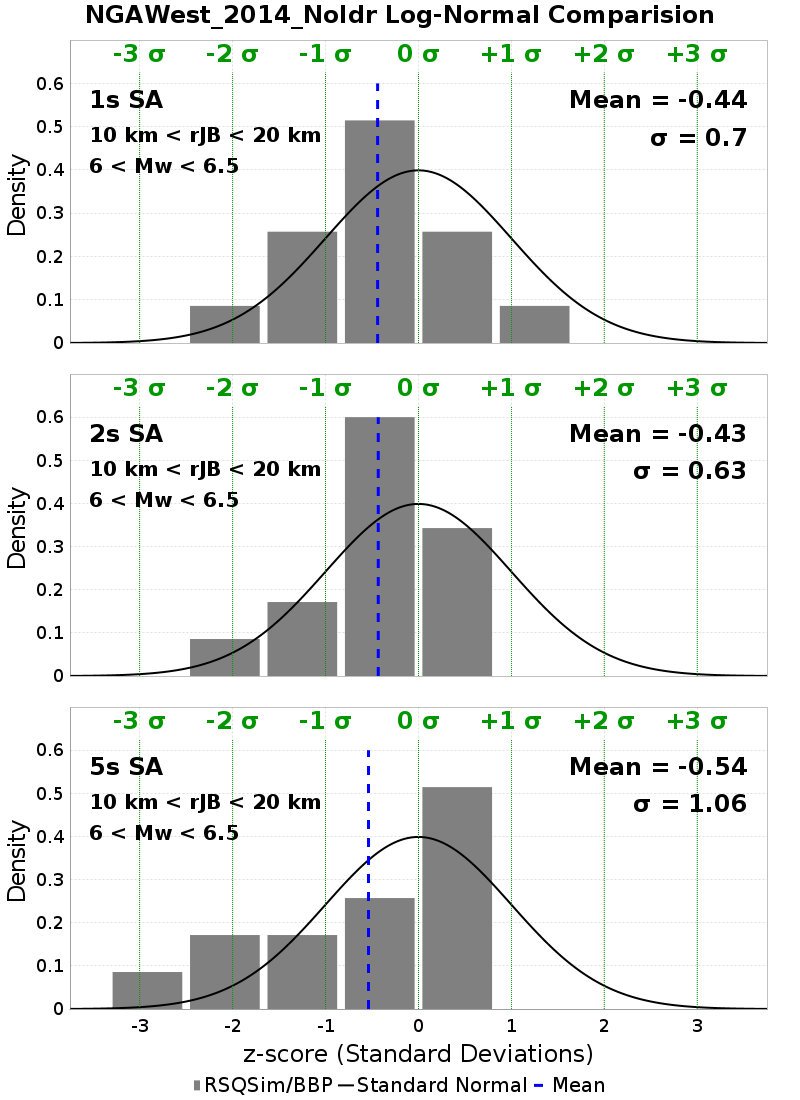 NGAWest_2014_NoIdr Log-Normal Comparision
-3 σ -2 σ -1 σ 0 σ +1 σ +2 σ +3 σ
1s SA
10 km < rJB < 20 km
6 < Mw < 6.5
Mean = -0.44
σ = 0.7
Density
0.6
0.5
0.4
0.3
0.2
0.1
0
-3 σ -2 σ -1 σ 0 σ +1 σ +2 σ +3 σ
2s SA
10 km < rJB < 20 km
6 < Mw < 6.5
Mean = -0.43
σ = 0.63
Density
0.6
0.5
0.4
0.3
0.2
0.1
0
-3 σ -2 σ -1 σ 0 σ +1 σ +2 σ +3 σ
5s SA
10 km < rJB < 20 km
6 < Mw < 6.5
Mean = -0.54
σ = 1.06
Density
0.6
0.5
0.4
0.3
0.2
0.1
0
-3 -2 -1 0 1 2 3
z-score (Standard Deviations)
RSQSim/BBP Standard Normal Mean